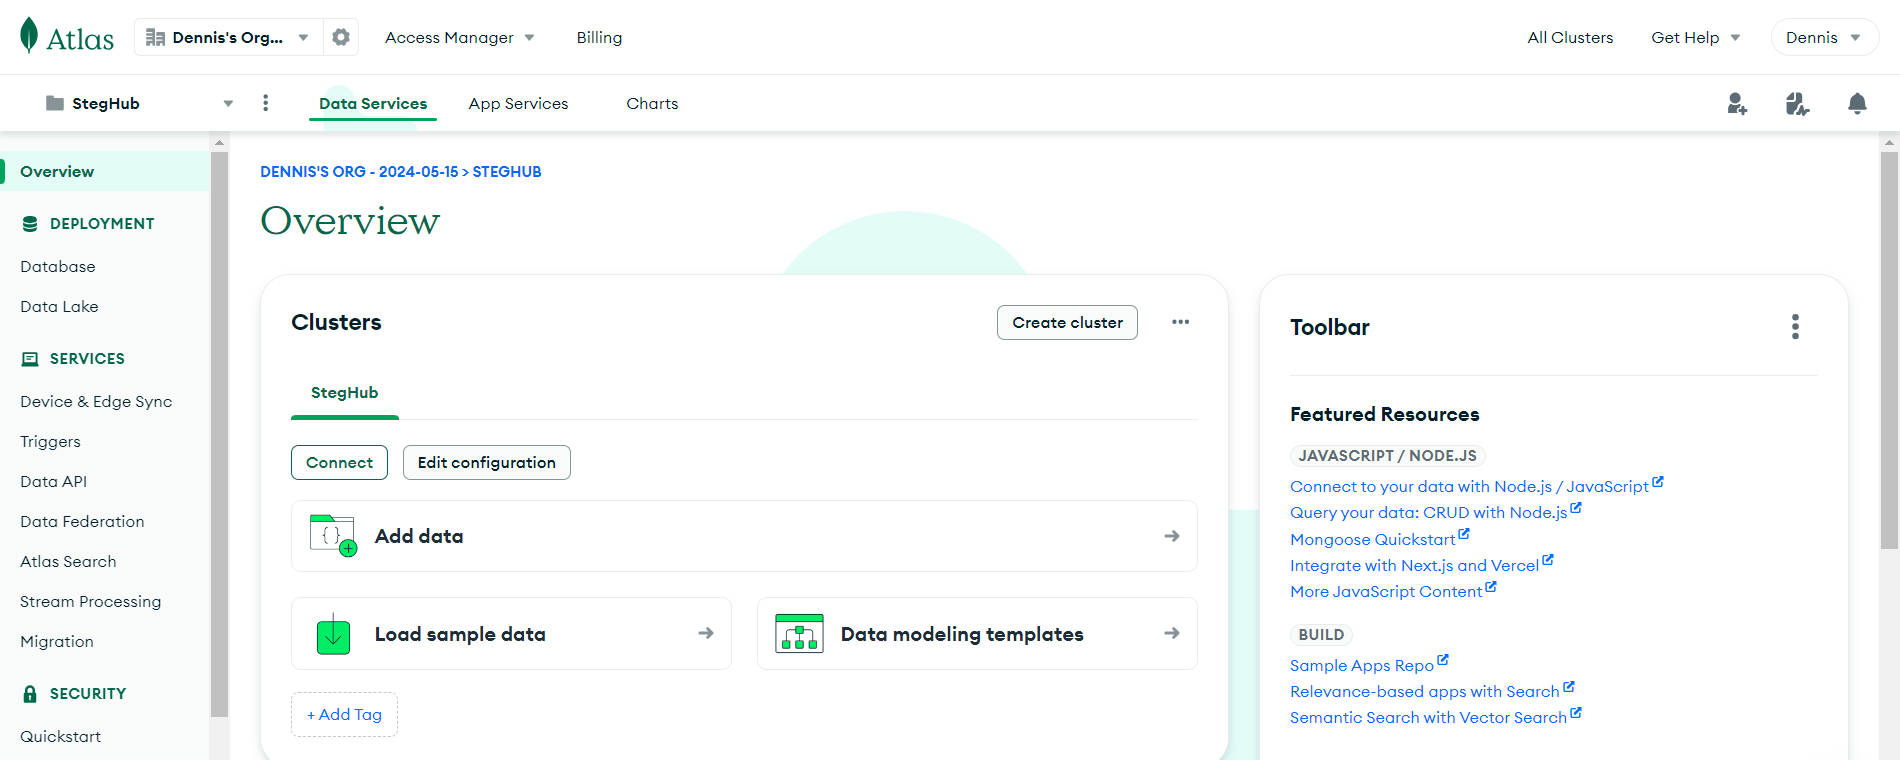 Atlas
Dennis's Org...
Access Manager
Billing
All Clusters
Get Help
Dennis
StegHub
Data Services
App Services
Charts
Overview
DEPLOYMENT
Database
Data Lake
SERVICES
Device & Edge Sync
Triggers
Data API
Data Federation
Atlas Search
Stream Processing
Migration
SECURITY
Quickstart
DENNIS'S ORG - 2024-05-15 > STEGHUB
Overview
Clusters
Create cluster
StegHub
Connect
Edit configuration
Add data
Load sample data
Data modeling templates
+ Add Tag
Toolbar
Featured Resources
JAVASCRIPT / NODE.JS
Connect to your data with Node.js / JavaScript
Query your data: CRUD with Node.js
Mongoose Quickstart
Integrate with Next.js and Vercel
More JavaScript Content
BUILD
Sample Apps Repo
Relevance-based apps with Search
Semantic Search with Vector Search